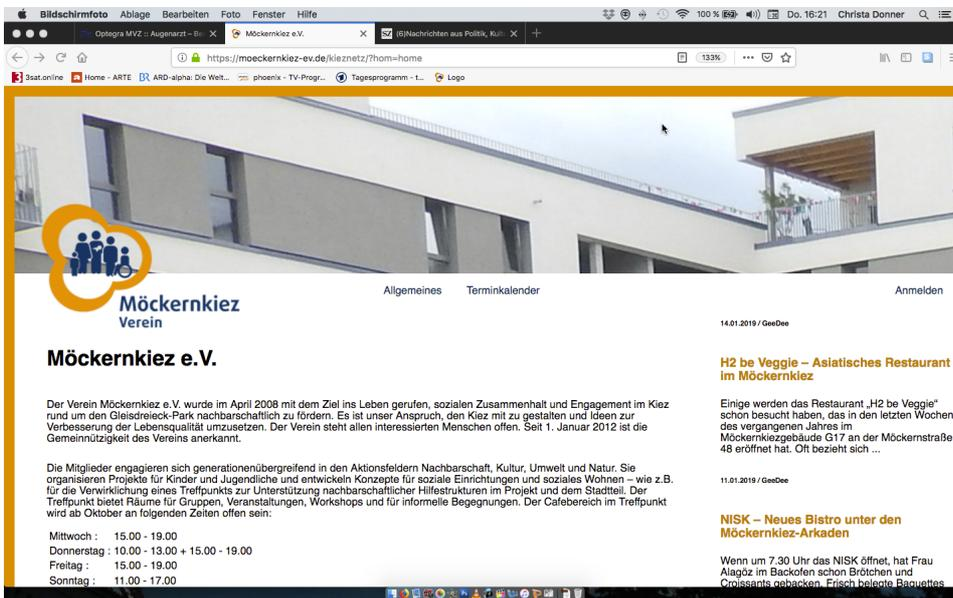 Bildschirmfoto Ablage Bearbeiten Foto Fenster Hilfe 100 % Do. 16:21 Christa Donner
Optegra MVZ :: Augenarzt – Be
Möckernkiez e.V.
SZ (6)Nachrichten aus Politik, Kult
https://moeckernkiez-ev.de/kieznetz/?hom=home 133%
3sat.online Home - ARTE ARD-alpha: Die Welt... phoenix - TV-Progr... Tagesprogramm - t... Logo
Möckernkiez
Verein
Allgemeines Terminkalender Anmelden
Möckernkiez e.V.
Der Verein Möckernkiez e.V. wurde im April 2008 mit dem Ziel ins Leben gerufen, sozialen Zusammenhalt und Engagement im Kiez
rund um den Gleisdreieck-Park nachbarschaftlich zu fördern. Es ist unser Anspruch, den Kiez mit zu gestalten und Ideen zur
Verbesserung der Lebensqualität umzusetzen. Der Verein steht allen interessierten Menschen offen. Seit 1. Januar 2012 ist die
Gemeinnützigkeit des Vereins anerkannt.
Die Mitglieder engagieren sich generationenübergreifend in den Aktionsfeldern Nachbarschaft, Kultur, Umwelt und Natur. Sie
organisieren Projekte für Kinder und Jugendliche und entwickeln Konzepte für soziale Einrichtungen und soziales Wohnen – wie z.B.
für die Verwirklichung eines Treffpunkts zur Unterstützung nachbarschaftlicher Hilfestrukturen im Projekt und dem Stadtteil. Der
Treffpunkt bietet Räume für Gruppen, Veranstaltungen, Workshops und für informelle Begegnungen. Der Cafebereich im Treffpunkt
wird ab Oktober an folgenden Zeiten offen sein:
Mittwoch : 15.00 - 19.00
Donnerstag : 10.00 - 13.00 + 15.00 - 19.00
Freitag : 15.00 - 19.00
Sonntag : 11.00 - 17.00
14.01.2019 / GeeDee
H2 be Veggie – Asiatisches Restaurant
im Möckernkiez
Einige werden das Restaurant „H2 be Veggie“
schon besucht haben, das in den letzten Wochen
des vergangenen Jahres im
Möckernkiezgebäude G17 an der Möckernstraße
48 eröffnet hat. Oft bezieht sich ...
11.01.2019 / GeeDee
NISK – Neues Bistro unter den
Möckernkiez-Arkaden
Wenn um 7.30 Uhr das NISK öffnet, hat Frau
Alagöz im Backofen schon Brötchen und
Croissants gebacken. Frisch belegte Baguettes